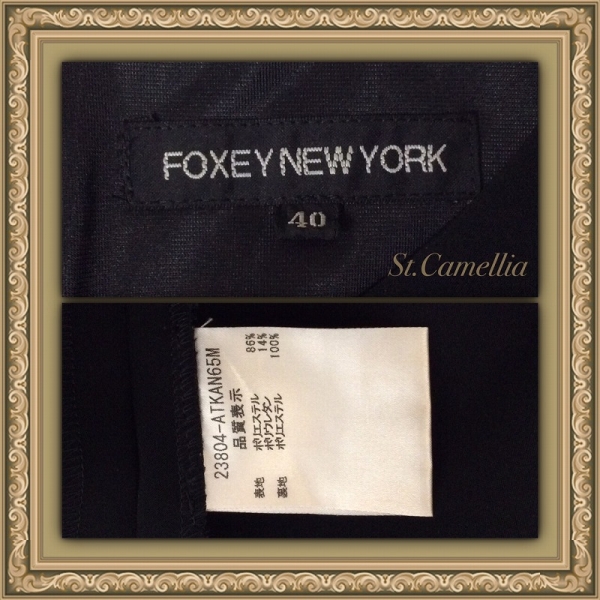 FOXEY NEW YORK
40
St.Camellia
23804-ATKAN65M
品質表示
表地 ポリエステル 86%
ポリウレタン 14%
裏地 ポリエステル 100%